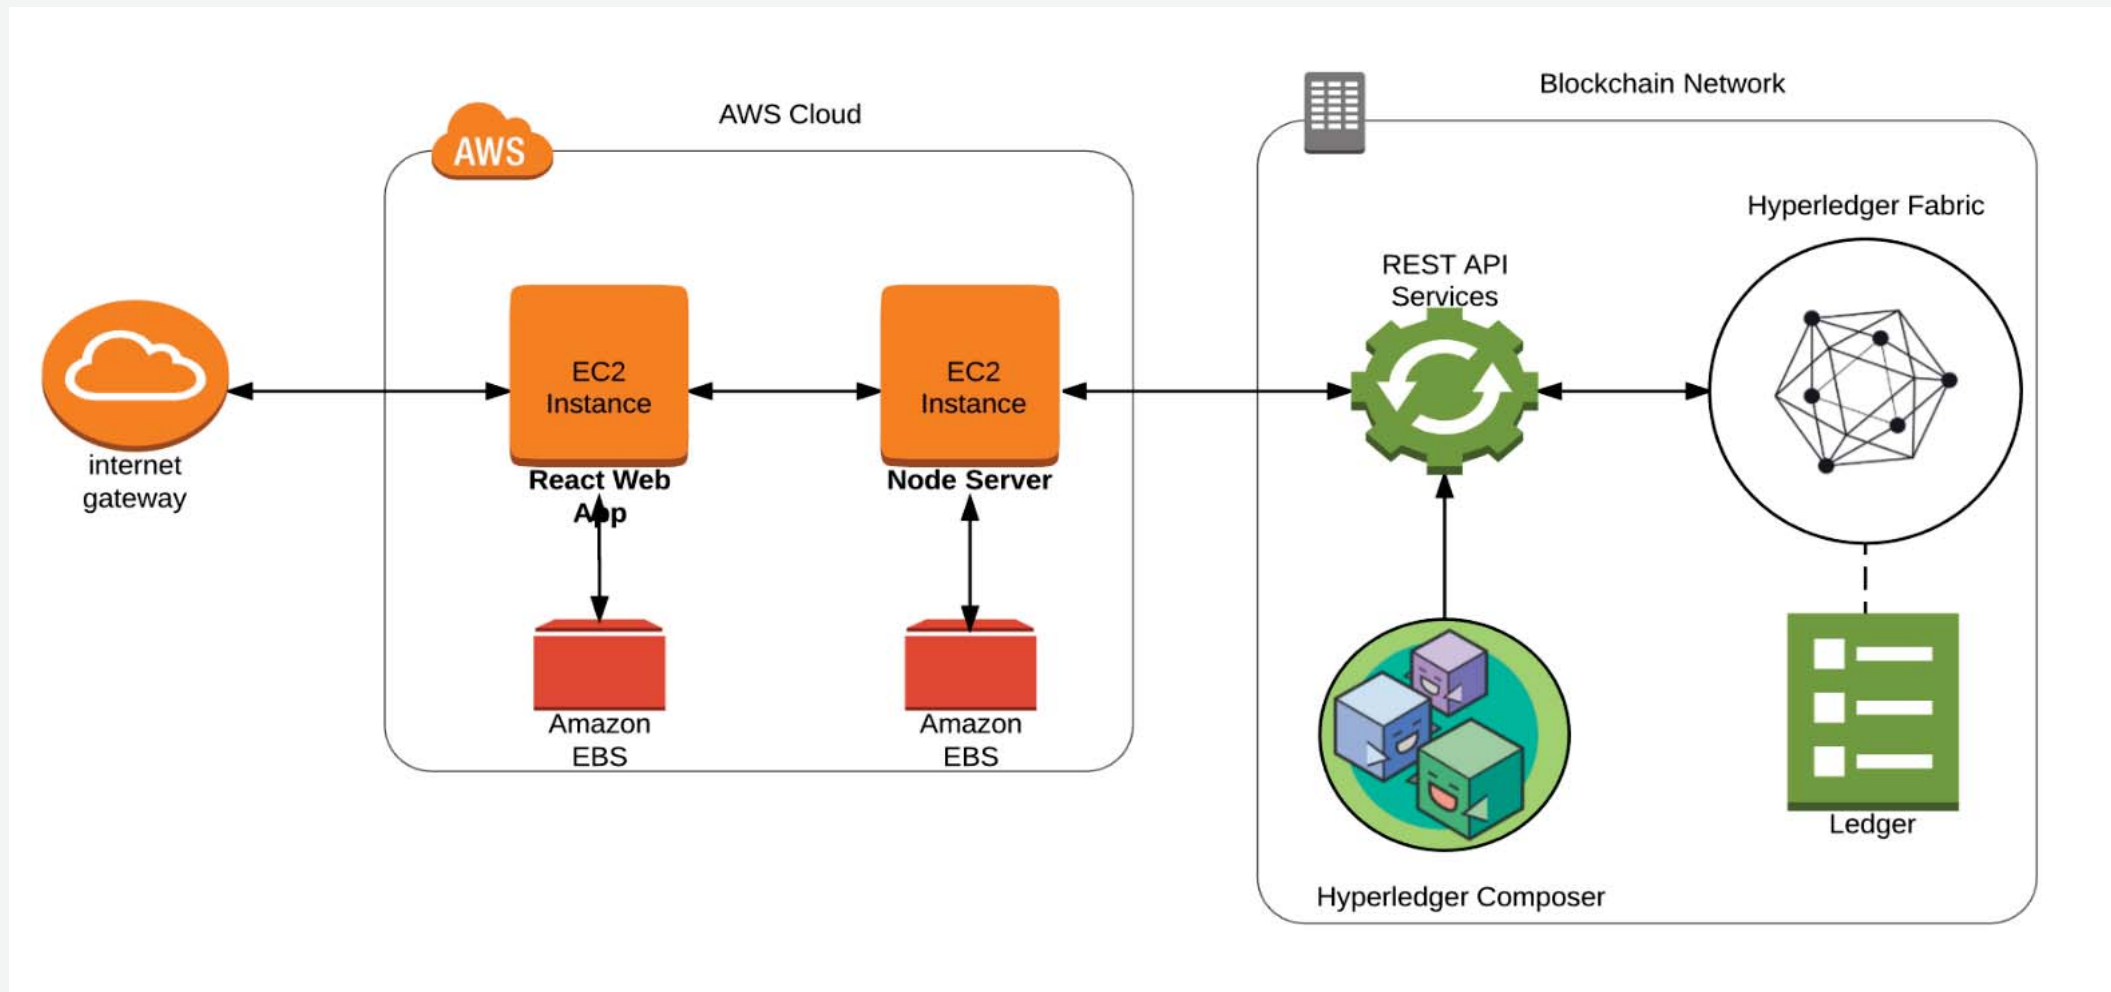 AWS Cloud
AWS
Blockchain Network
Hyperledger Fabric
REST API
Services
internet
gateway
EC2
Instance
React Web
App
EC2
Instance
Node Server
Amazon
EBS
Amazon
EBS
Hyperledger Composer
Ledger